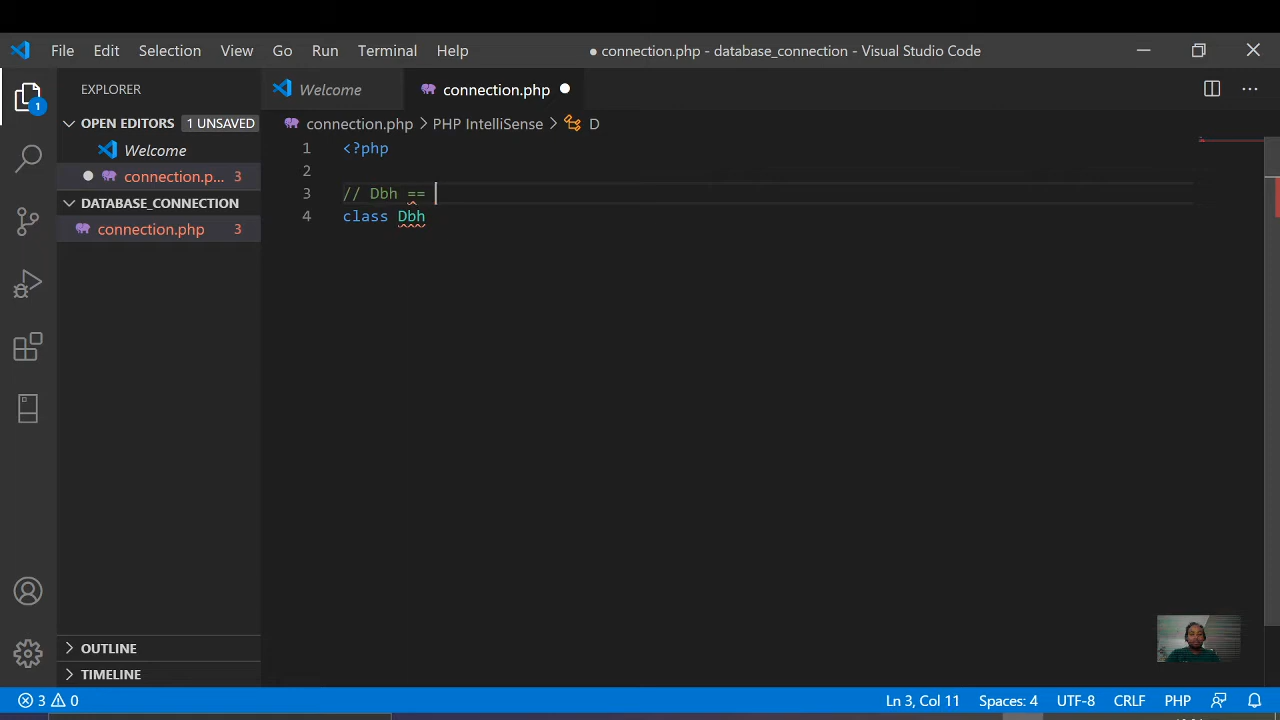 File Edit Selection View Go Run Terminal Help
● connection.php - database_connection - Visual Studio Code
EXPLORER
Welcome
connection.php
OPEN EDITORS 1 UNSAVED
connection.php > PHP IntelliSense > D
Welcome
connection.p... 3
DATABASE_CONNECTION
connection.php 3
1 <?php
2
3 // Dbh ==
4 class Dbh
1
OUTLINE
TIMELINE
3 0
Ln 3, Col 11 Spaces: 4 UTF-8 CRLF PHP